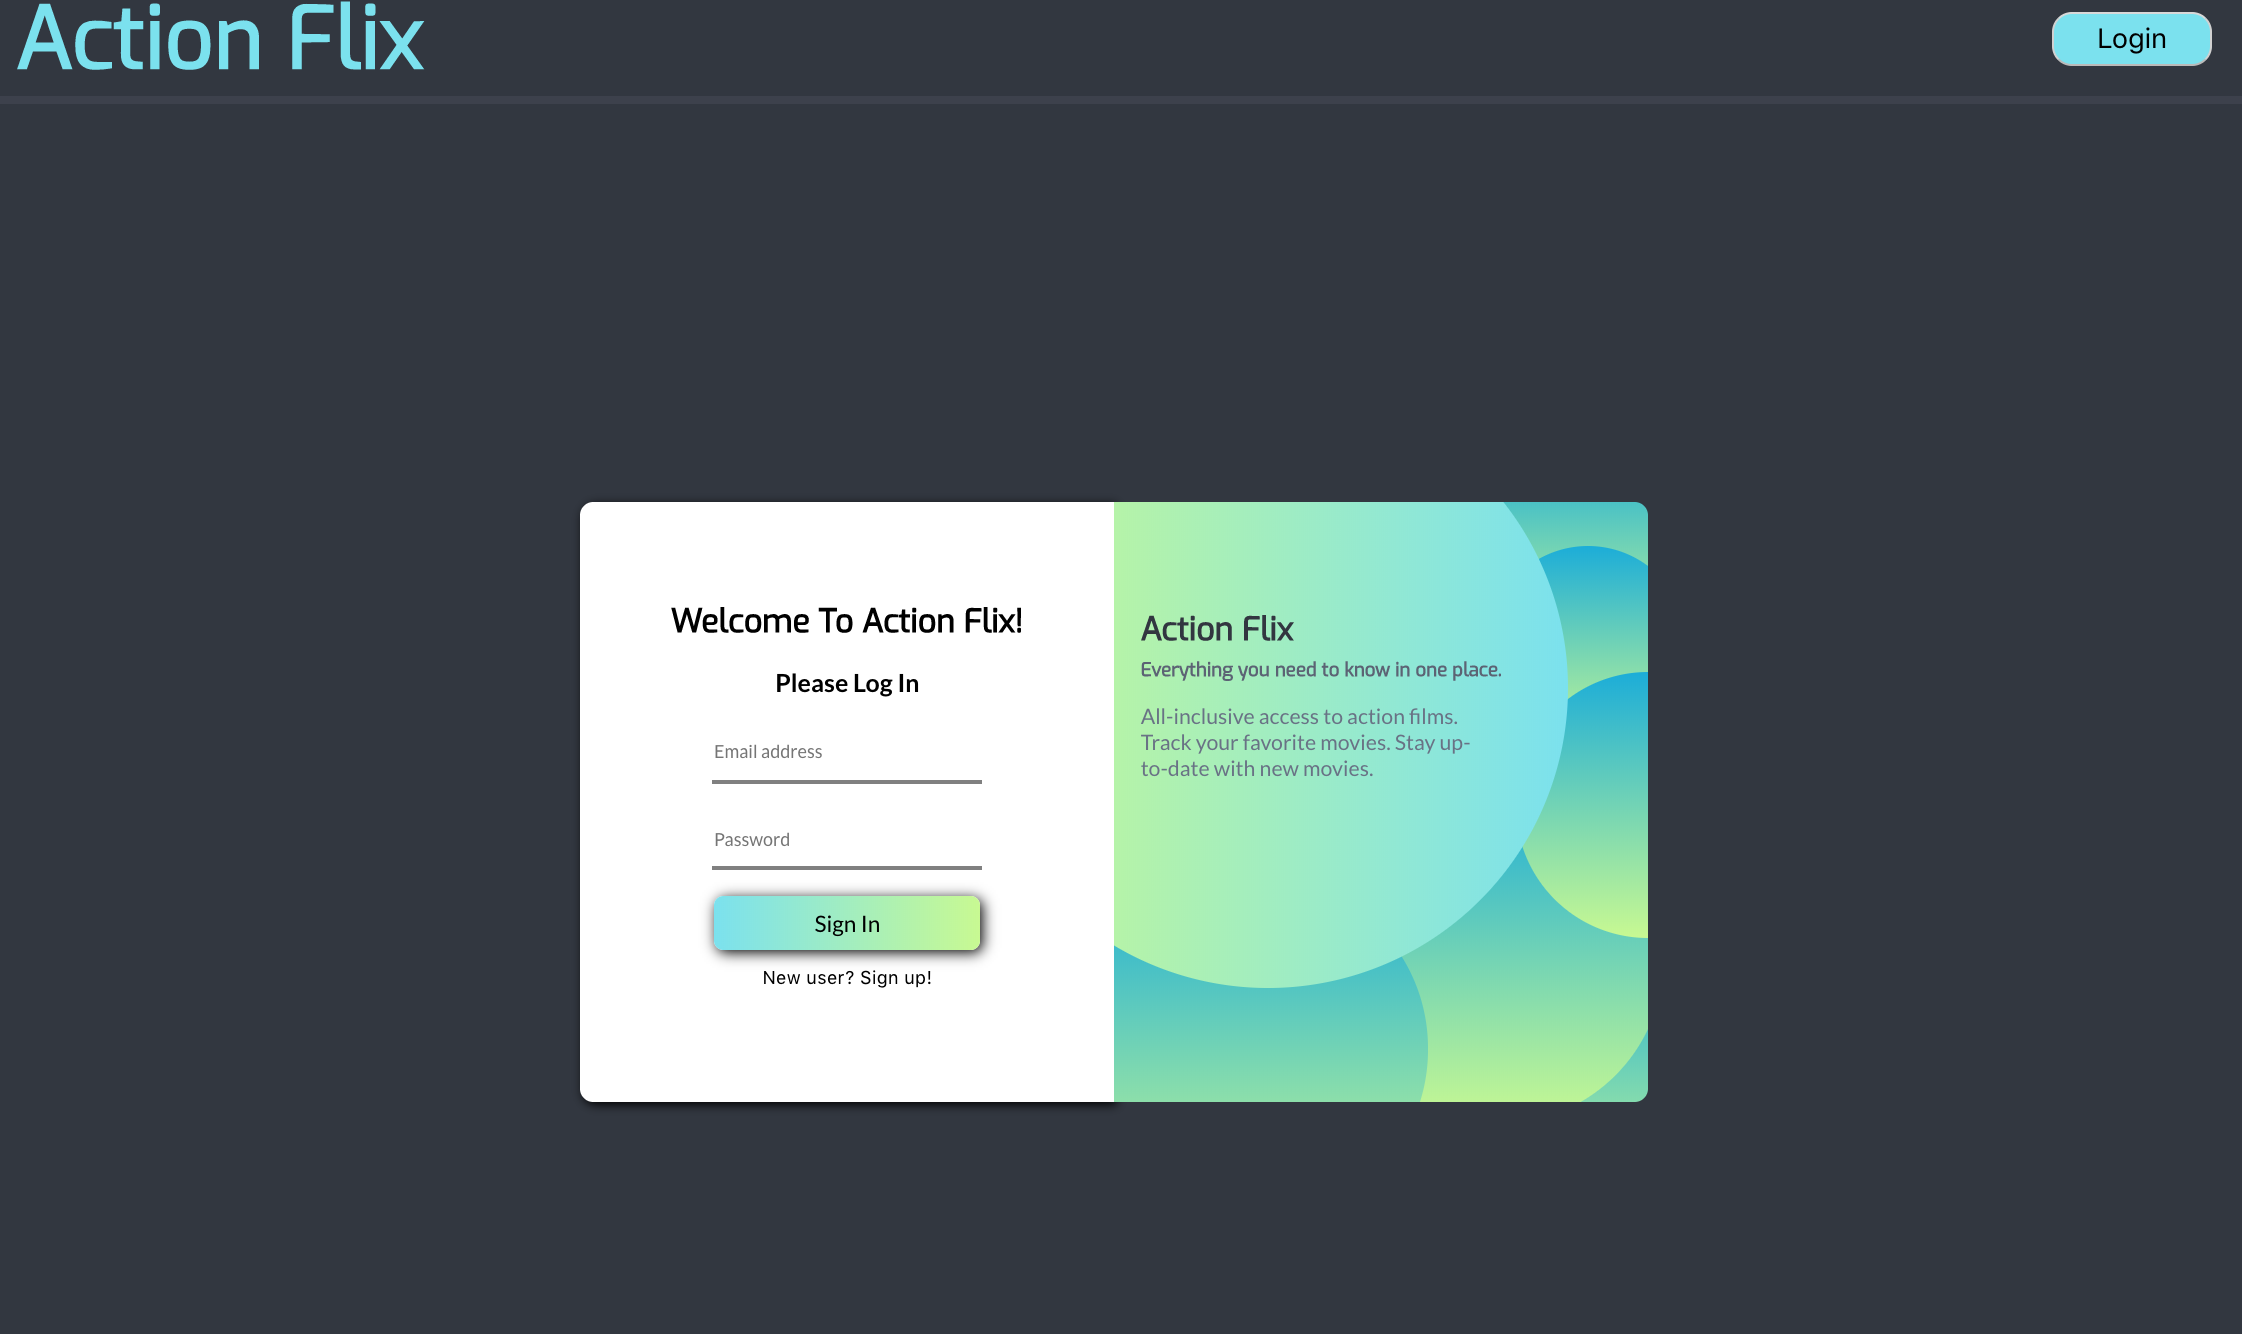 Action Flix
Login
Welcome To Action Flix!
Please Log In
Email address
Password
Sign In
New user? Sign up!
Action Flix
Everything you need to know in one place.
All-inclusive access to action films.
Track your favorite movies. Stay up-
to-date with new movies.